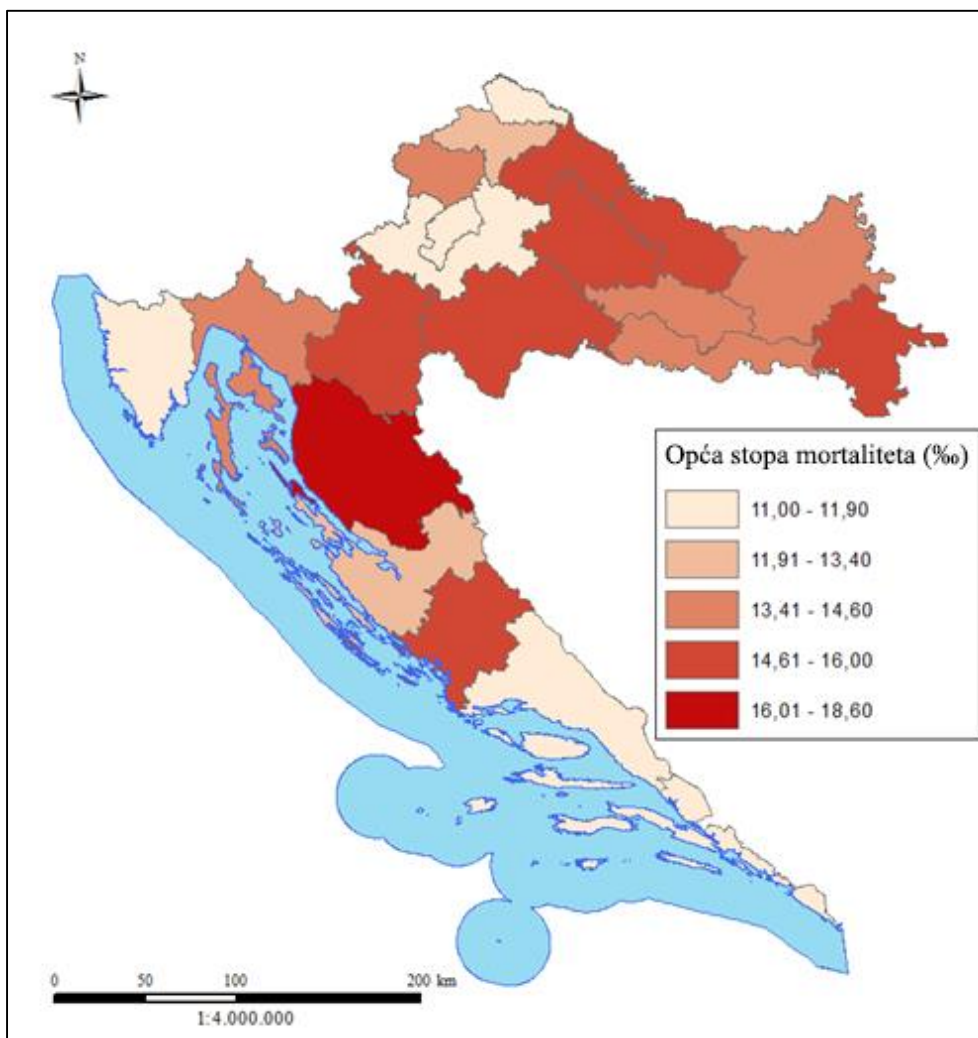 N
Opća stopa mortaliteta (‰)
11,00 - 11,90
11,91 - 13,40
13,41 - 14,60
14,61 - 16,00
16,01 - 18,60
0 50 100 200 km
1:4.000.000